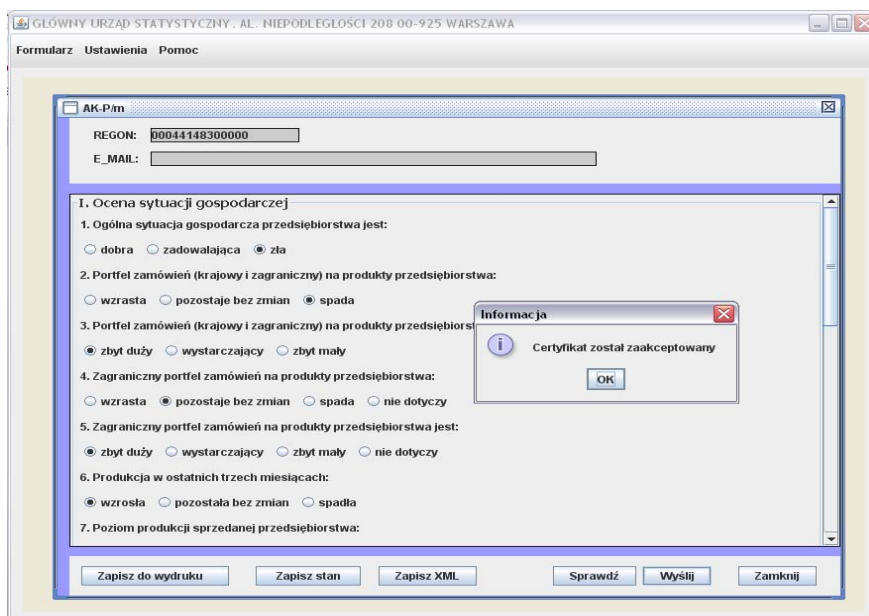 GŁÓWNY URZĄD STATYSTYCZNY , AL. NIEPODLEGŁOŚCI 208 00-925 WARSZAWA
Formularz Ustawienia Pomoc
AK-P/m
REGON: 00044148300000
E_MAIL:
I. Ocena sytuacji gospodarczej
1. Ogólna sytuacja gospodarcza przedsiębiorstwa jest:
dobra zadowalająca zła
2. Portfel zamówień (krajowy i zagraniczny) na produkty przedsiębiorstwa:
wzrasta pozostaje bez zmian spada
3. Portfel zamówień (krajowy i zagraniczny) na produkty przedsiębiorst
zbyt duży wystarczający zbyt mały
4. Zagraniczny portfel zamówień na produkty przedsiębiorstwa:
wzrasta pozostaje bez zmian spada nie dotyczy
5. Zagraniczny portfel zamówień na produkty przedsiębiorstwa jest:
zbyt duży wystarczający zbyt mały nie dotyczy
6. Produkcja w ostatnich trzech miesiącach:
wzrosła pozostała bez zmian spadła
7. Poziom produkcji sprzedanej przedsiębiorstwa:
Informacja
Certyfikat został zaakceptowany
OK
Zapisz do wydruku Zapisz stan Zapisz XML Sprawdź Wyślij Zamknij